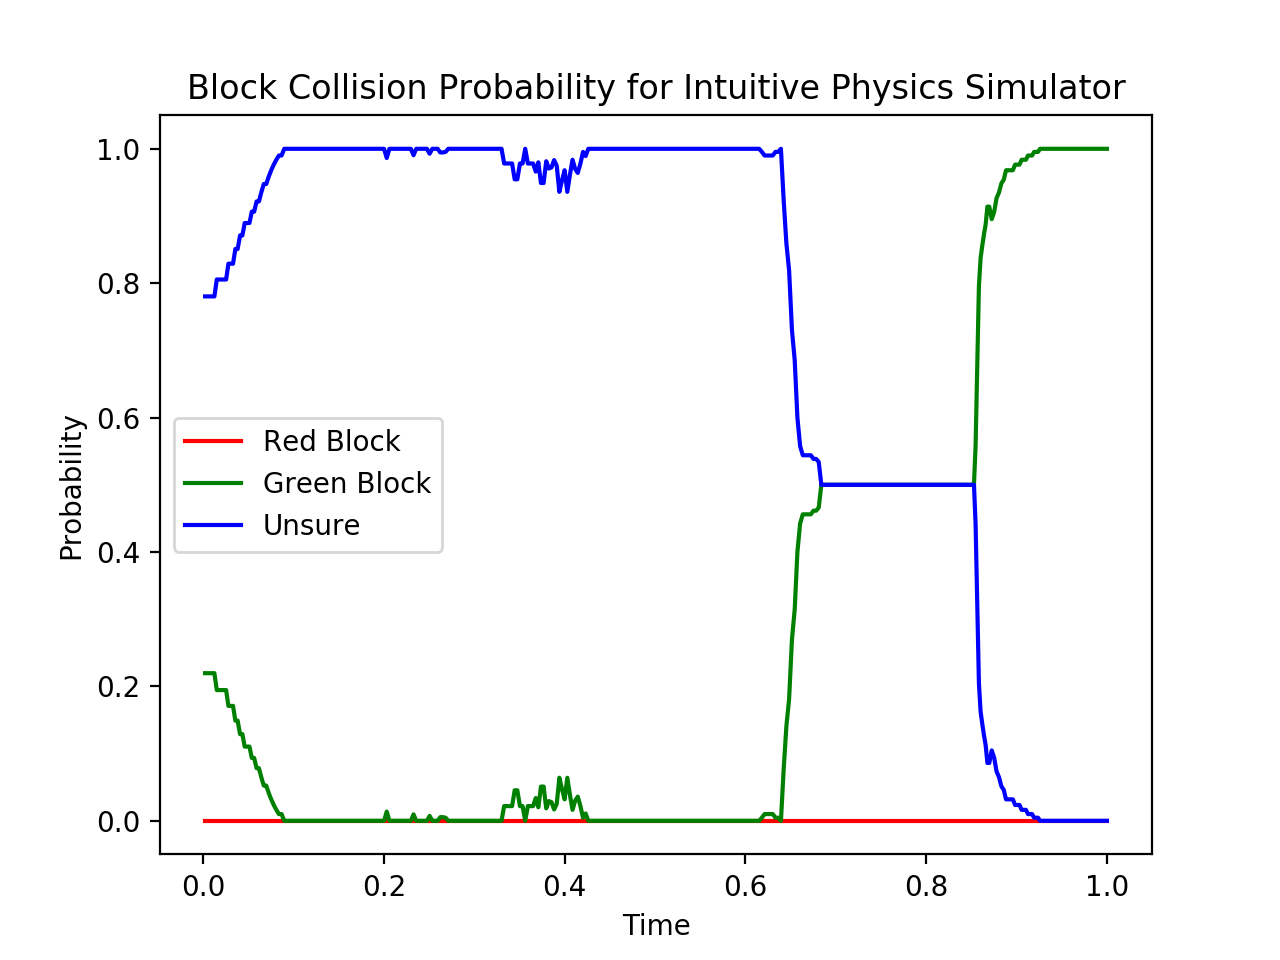 Block Collision Probability for Intuitive Physics Simulator
1.0
0.8
0.6
0.4
0.2
0.0
Probability
Red Block
Green Block
Unsure
0.0 0.2 0.4 0.6 0.8 1.0
Time